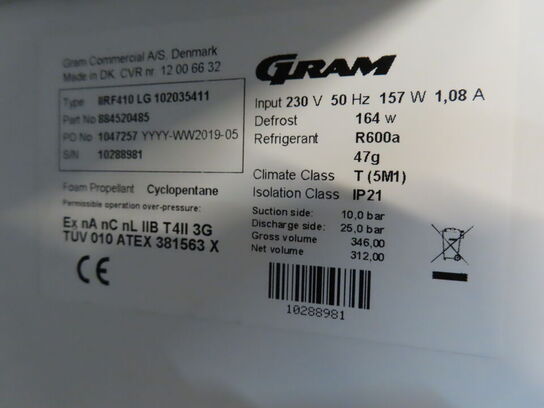 Gram Commercial A/S, Denmark
Made in DK, CVR nr. 12 00 66 32
Type IIRF410 LG 102035411
Part No 884520485
PD No 1047257 YYYY-WW2019-05
S/N 10288981
Foam Propellant Cyclopentane
Permissible operation over-pressure:
Ex nA nC nL IIB T4II 3G
TUV 010 ATEX 381563 X
CE
GRAM
Input 230 V 50 Hz 157 W 1,08 A
Defrost 164 W
Refrigerant R600a
47g
Climate Class T (5M1)
Isolation Class IP21
Suction side: 10,0 bar
Discharge side: 25,0 bar
Gross volume 346,00
Net volume 312,00
10288981